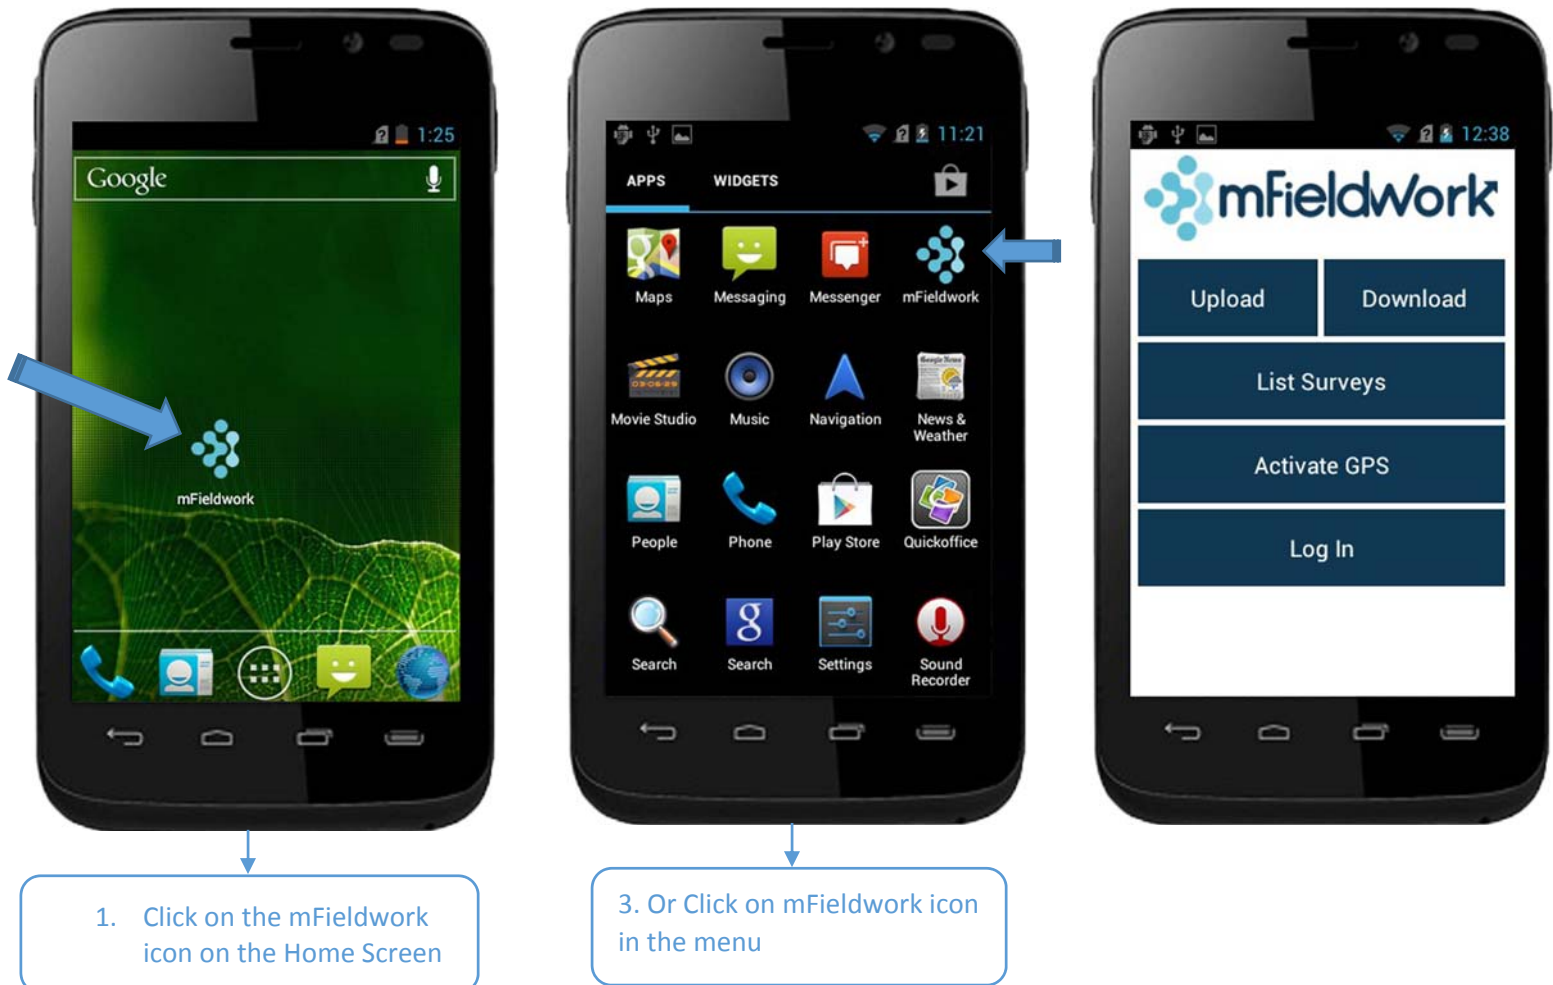 1:25
Google
mFieldwork
1. Click on the mFieldwork
icon on the Home Screen
11:21
APPS WIDGETS
Maps Messaging Messenger mFieldwork
Movie Studio Music Navigation News &
Weather
People Phone Play Store Quickoffice
Search Search Settings Sound
Recorder
3. Or Click on mFieldwork icon
in the menu
12:38
mFieldWork
Upload Download
List Surveys
Activate GPS
Log In